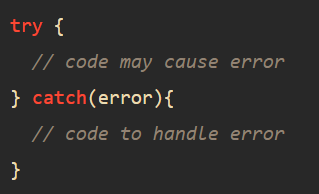 try {
  // code may cause error
} catch(error){
  // code to handle error
}